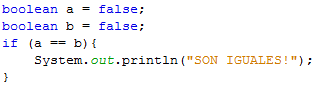 boolean a = false;
boolean b = false;
if (a == b){
    System.out.println("SON IGUALES!");
}